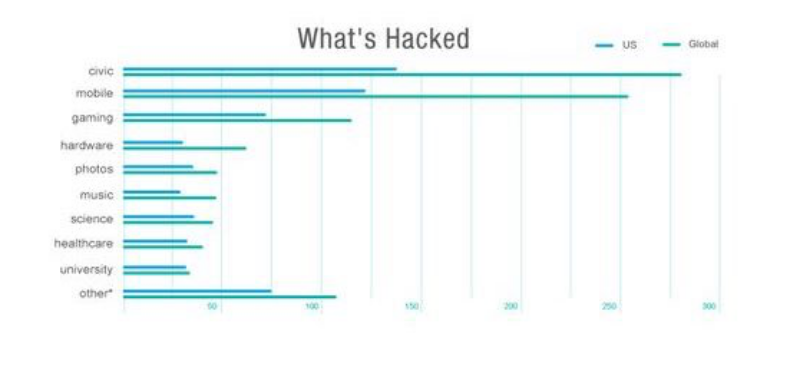 What's Hacked
US Global
civic
mobile
gaming
hardware
photos
music
science
healthcare
university
other*
50 100 150 200 250 300